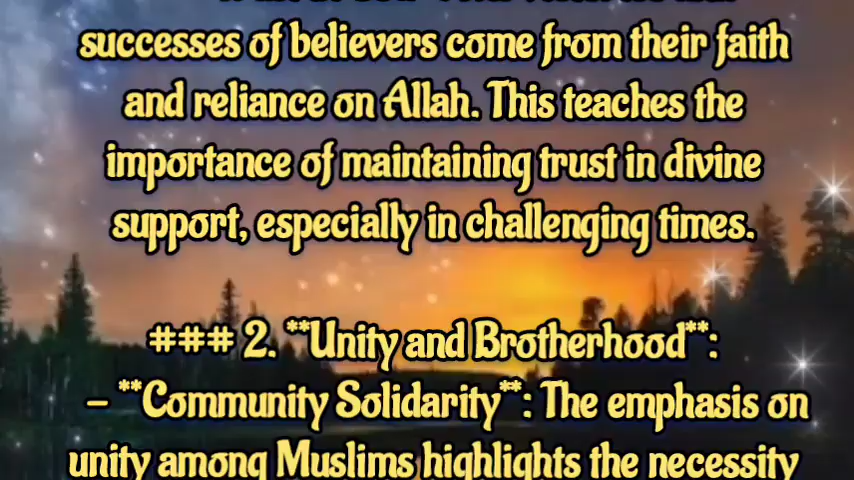 successes of believers come from their faith
and reliance on Allah. This teaches the
importance of maintaining trust in divine
support, especially in challenging times.
### 2. **Unity and Brotherhood**:
– **Community Solidarity**: The emphasis on
unity among Muslims highlights the necessity